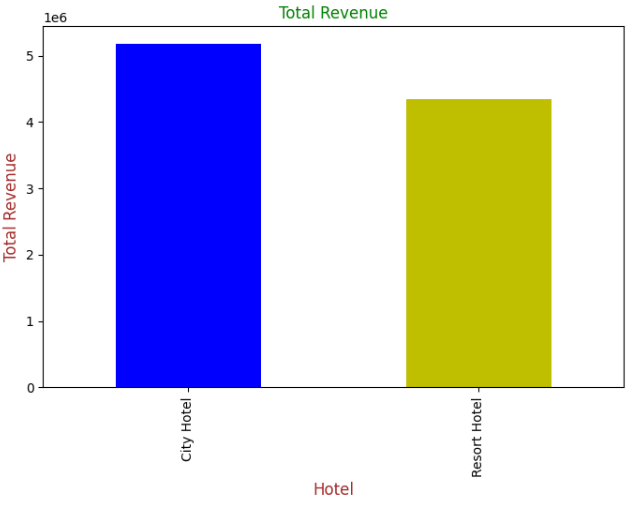 Total Revenue
1e6
5
4
3
2
1
0
Total Revenue
City Hotel
Resort Hotel
Hotel